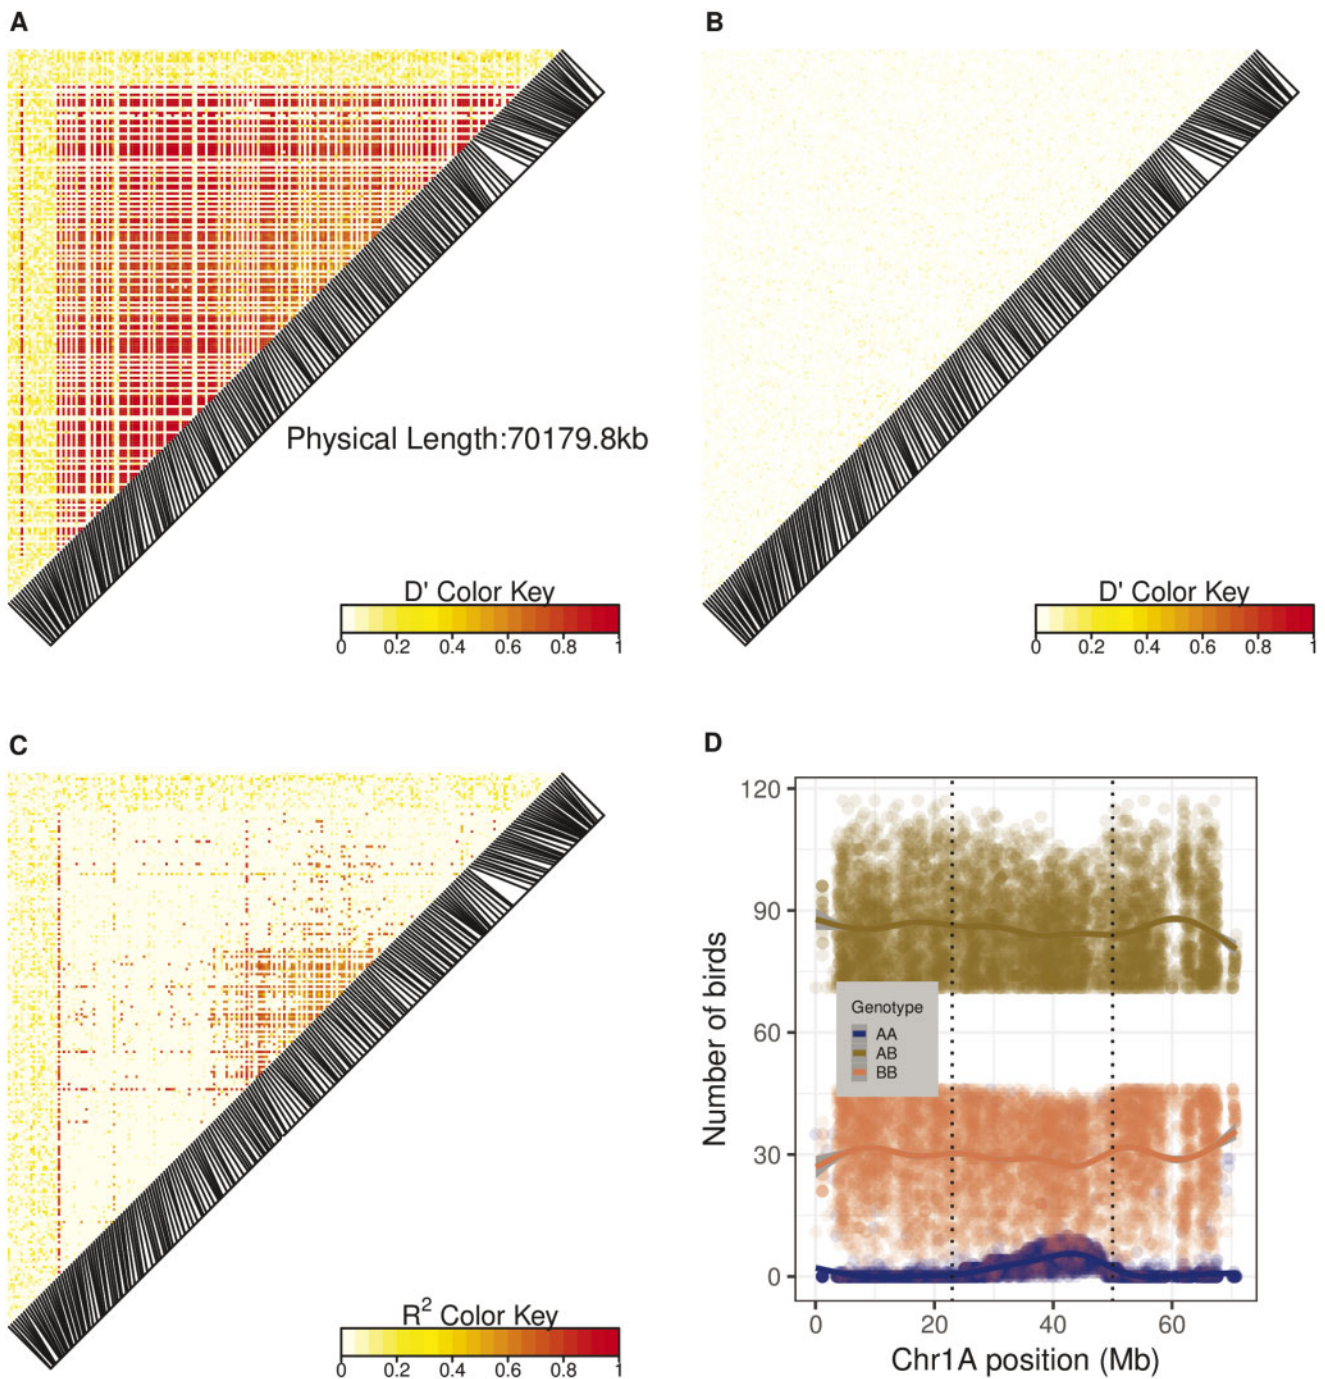 A
B
Physical Length:70179.8kb
D' Color Key
0 0.2 0.4 0.6 0.8 1
D' Color Key
0 0.2 0.4 0.6 0.8 1
C
D
R² Color Key
0 0.2 0.4 0.6 0.8 1
Number of birds
120
90
60
30
0
Genotype
AA
AB
BB
0 20 40 60
Chr1A position (Mb)